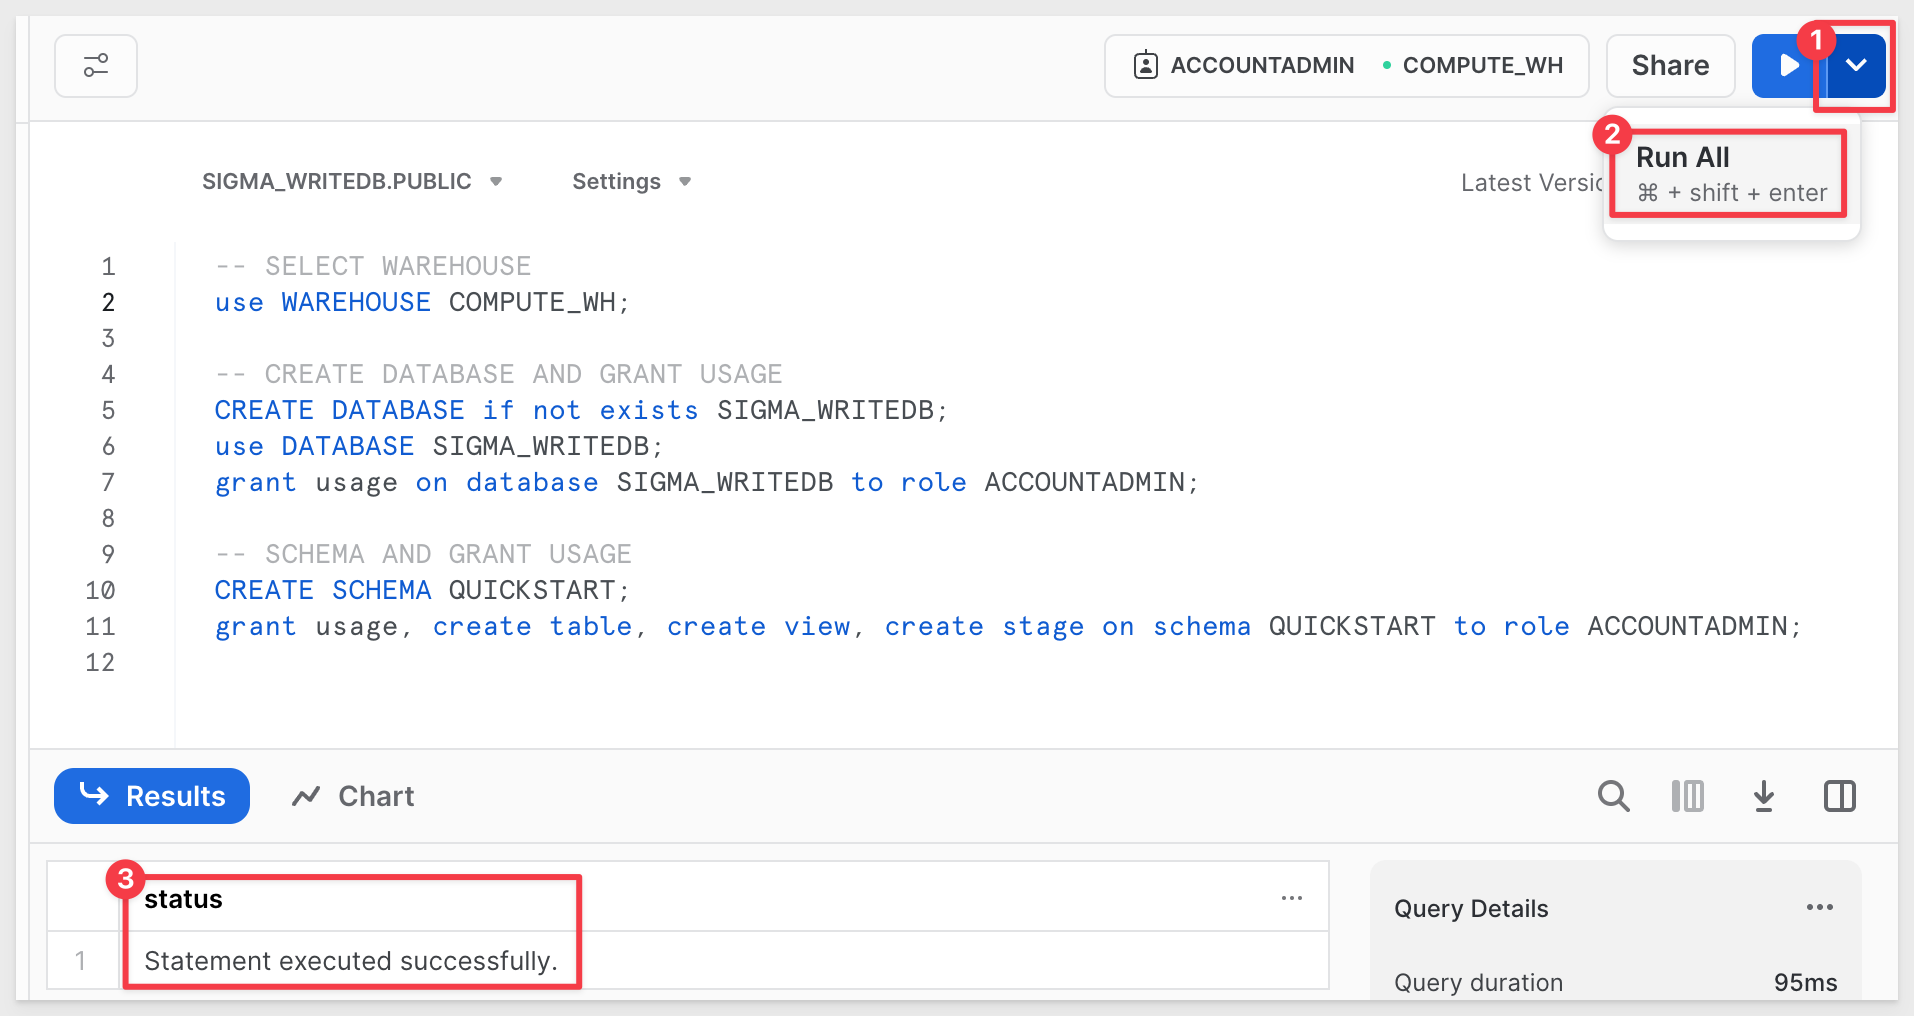 ACCOUNTADMIN
COMPUTE_WH
Share
1
2
Run All
⌘ + shift + enter
SIGMA_WRITEDB.PUBLIC
Settings
Latest
1 -- SELECT WAREHOUSE
2 use WAREHOUSE COMPUTE_WH;
3
4 -- CREATE DATABASE AND GRANT USAGE
5 CREATE DATABASE if not exists SIGMA_WRITEDB;
6 use DATABASE SIGMA_WRITEDB;
7 grant usage on database SIGMA_WRITEDB to role ACCOUNTADMIN;
8
9 -- SCHEMA AND GRANT USAGE
10 CREATE SCHEMA QUICKSTART;
11 grant usage, create table, create view, create stage on schema QUICKSTART to role ACCOUNTADMIN;
12
Results
Chart
3
status
...
1 Statement executed successfully.
Query Details
...
Query duration 95ms